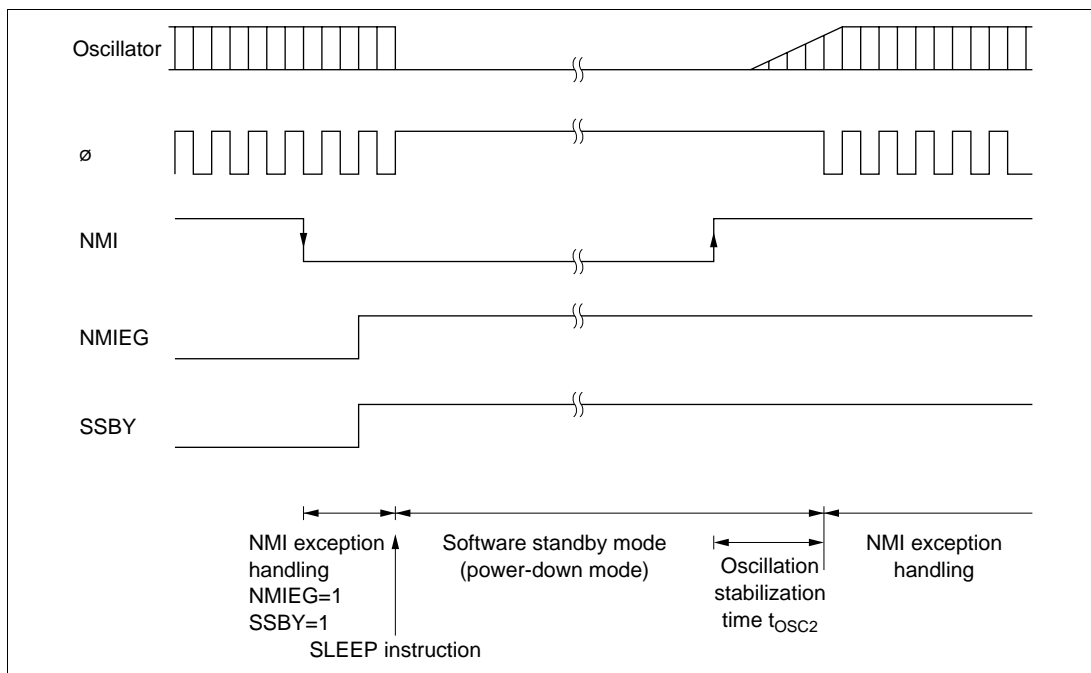 Oscillator
ø
NMI
NMIEG
SSBY
NMI exception
handling
NMIEG=1
SSBY=1
SLEEP instruction
Software standby mode
(power-down mode)
Oscillation
stabilization
time tOSC2
NMI exception
handling